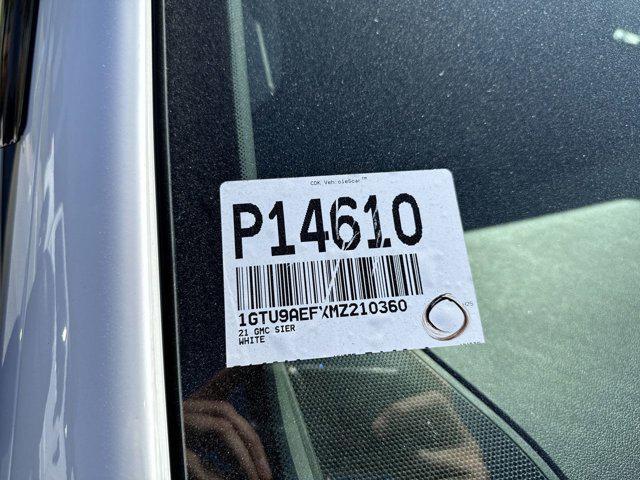 CDK VehicleScan™
P14610
1GTU9AEFXMZ210360
21 GMC SIER
WHITE